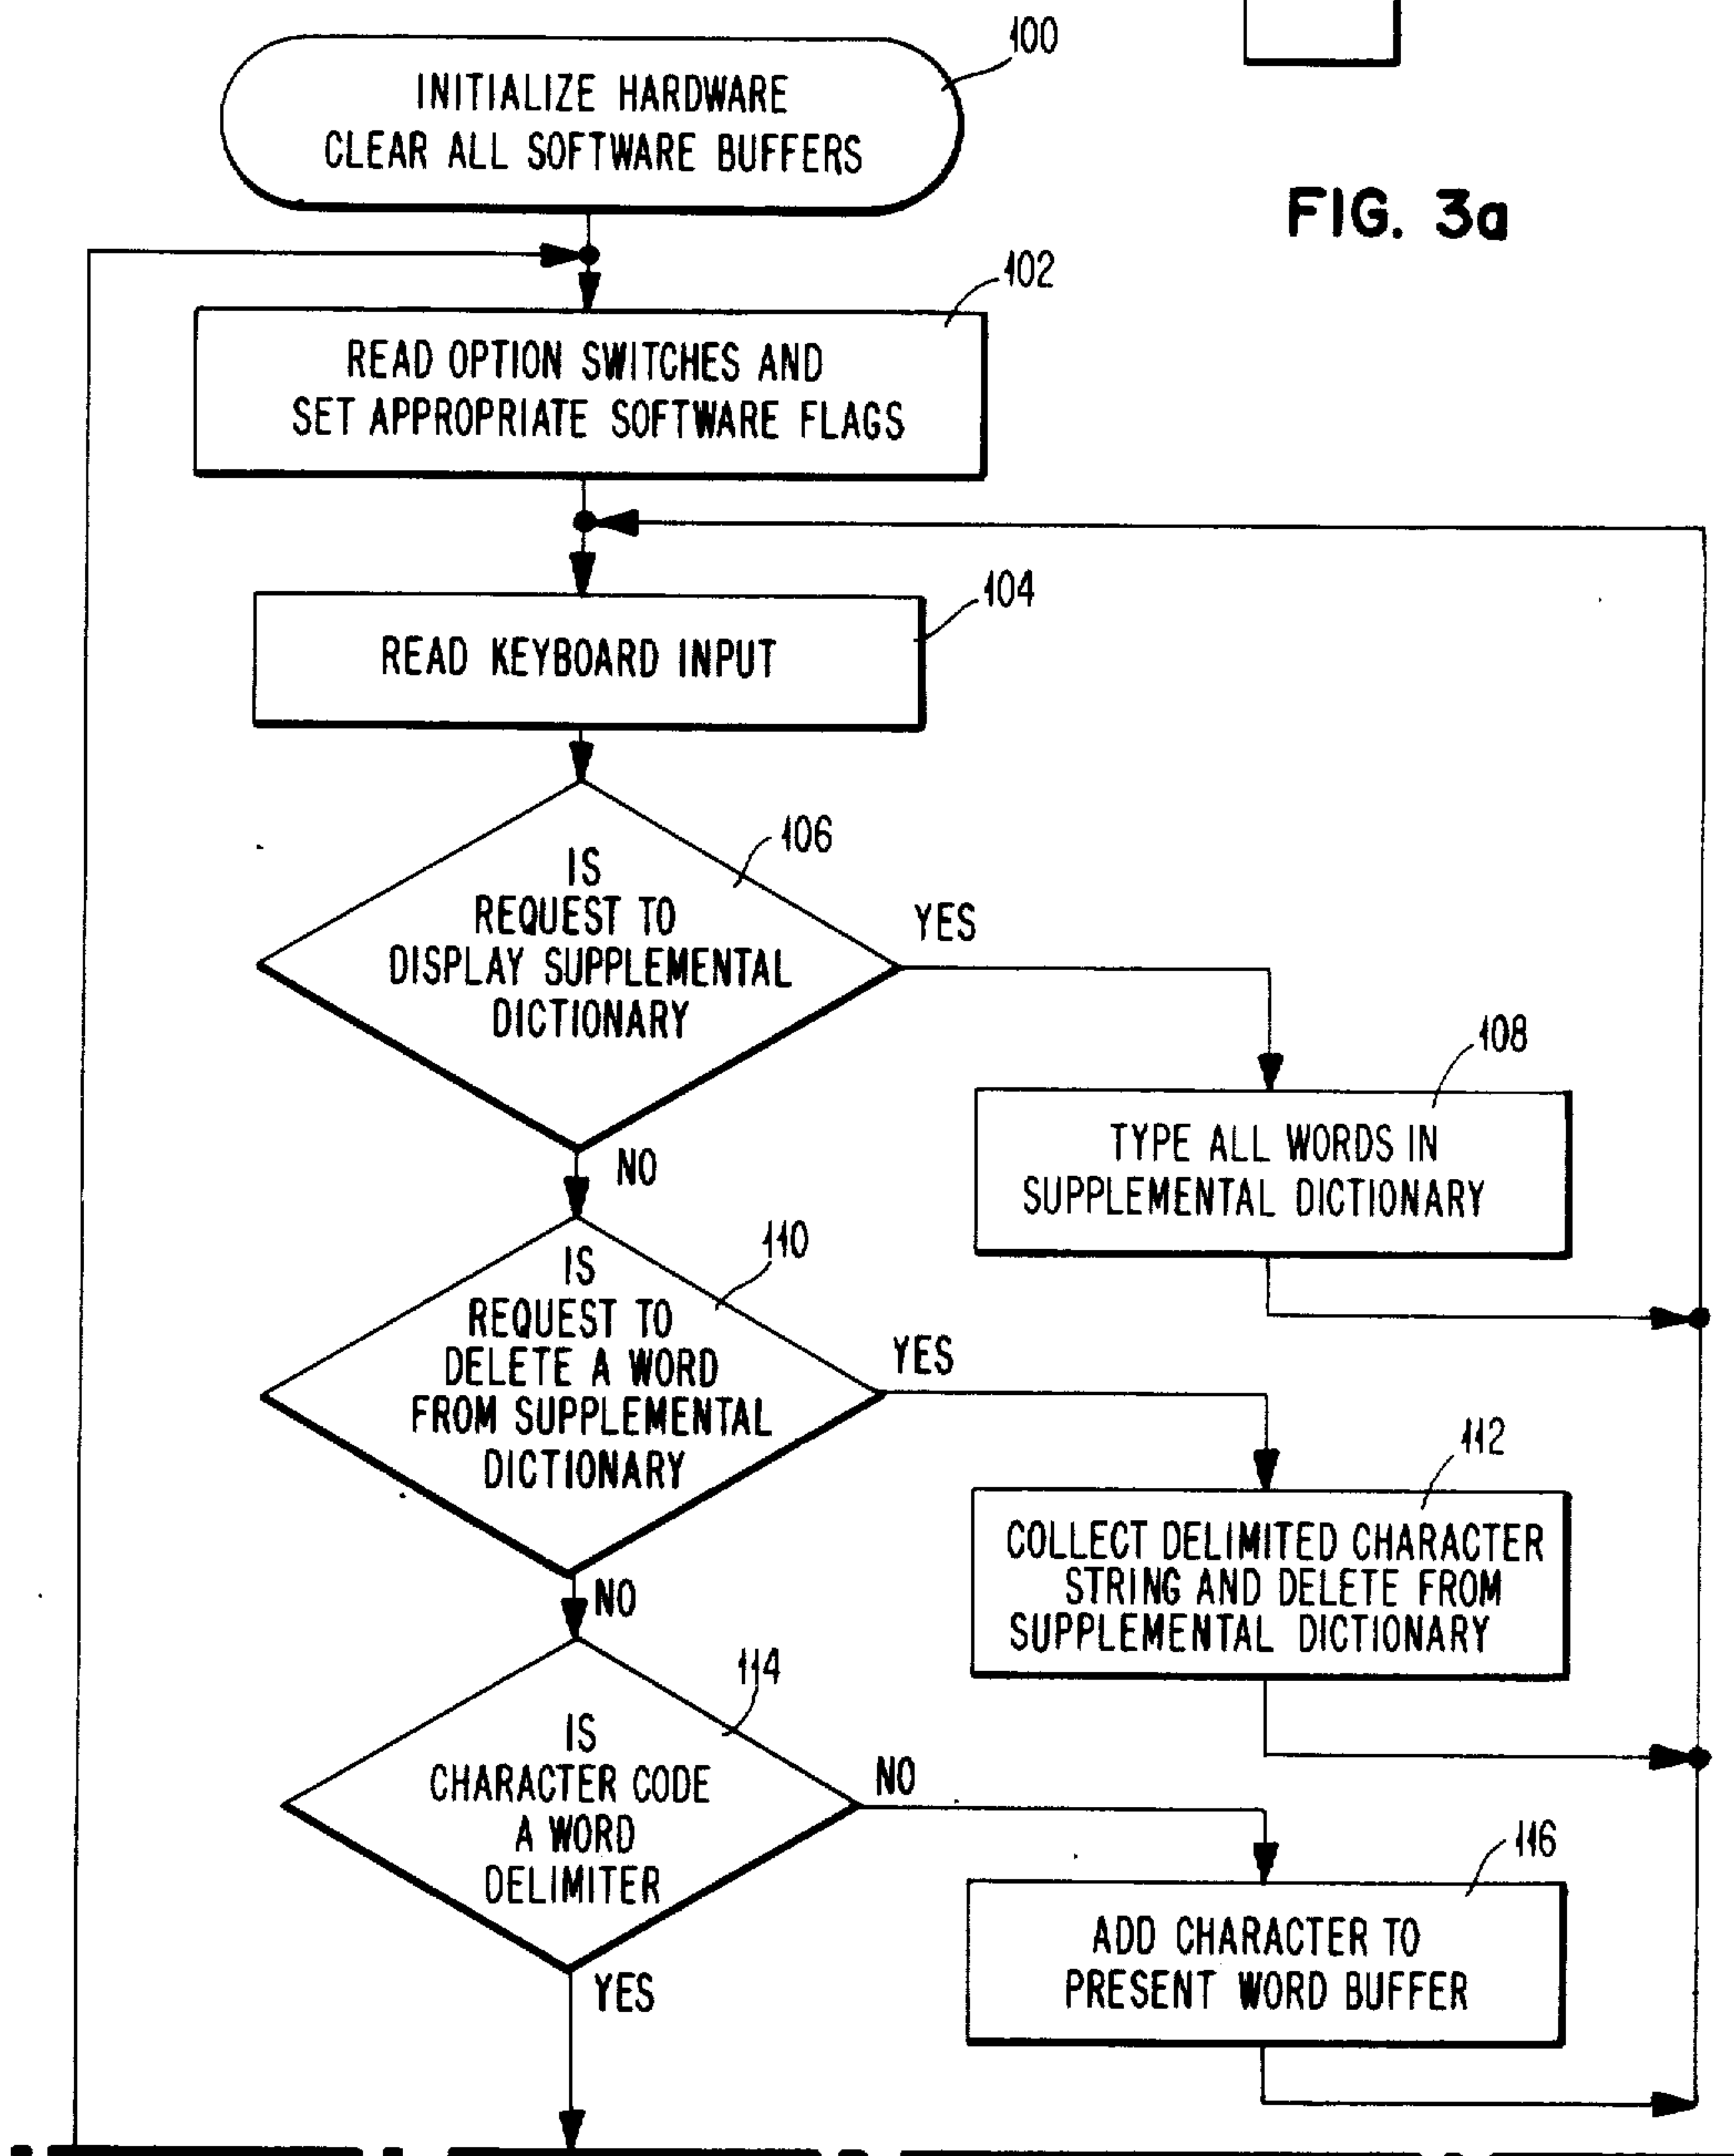 100
INITIALIZE HARDWARE
CLEAR ALL SOFTWARE BUFFERS
FIG. 3a
102
READ OPTION SWITCHES AND
SET APPROPRIATE SOFTWARE FLAGS
104
READ KEYBOARD INPUT
106
IS
REQUEST TO
DISPLAY SUPPLEMENTAL
DICTIONARY
YES
NO
108
TYPE ALL WORDS IN
SUPPLEMENTAL DICTIONARY
110
IS
REQUEST TO
DELETE A WORD
FROM SUPPLEMENTAL
DICTIONARY
YES
NO
112
COLLECT DELIMITED CHARACTER
STRING AND DELETE FROM
SUPPLEMENTAL DICTIONARY
114
IS
CHARACTER CODE
A WORD
DELIMITER
NO
YES
116
ADD CHARACTER TO
PRESENT WORD BUFFER